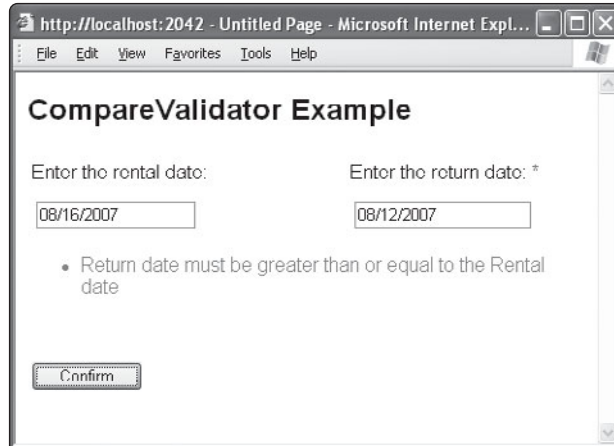 http://localhost:2042 - Untitled Page - Microsoft Internet Expl...
File Edit View Favorites Tools Help
CompareValidator Example
Enter the rental date: Enter the return date: *
08/16/2007 08/12/2007
• Return date must be greater than or equal to the Rental
date
Confirm